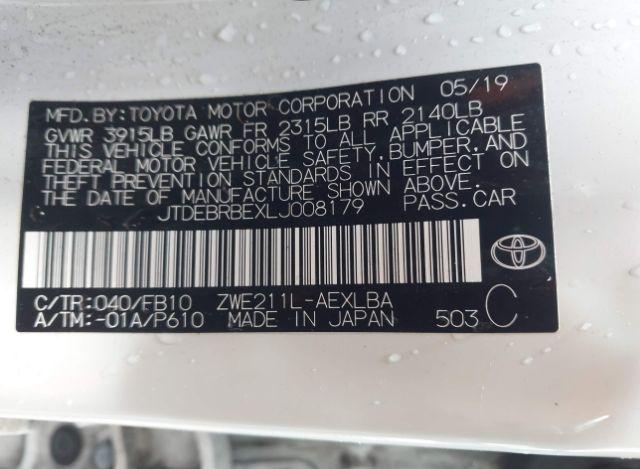 MFD.BY:TOYOTA MOTOR CORPORATION 05/19
GVWR 3915LB GAWR FR 2315LB RR 2140LB
THIS VEHICLE CONFORMS TO ALL APPLICABLE
FEDERAL MOTOR VEHICLE SAFETY,BUMPER,AND
THEFT PREVENTION STANDARDS IN EFFECT ON
THE DATE OF MANUFACTURE SHOWN ABOVE.
JTDEBRBEXLJ008179 PASS.CAR
C/TR:040/FB10 ZWE211L-AEXLBA
A/TM:-01A/P610 MADE IN JAPAN 503 C